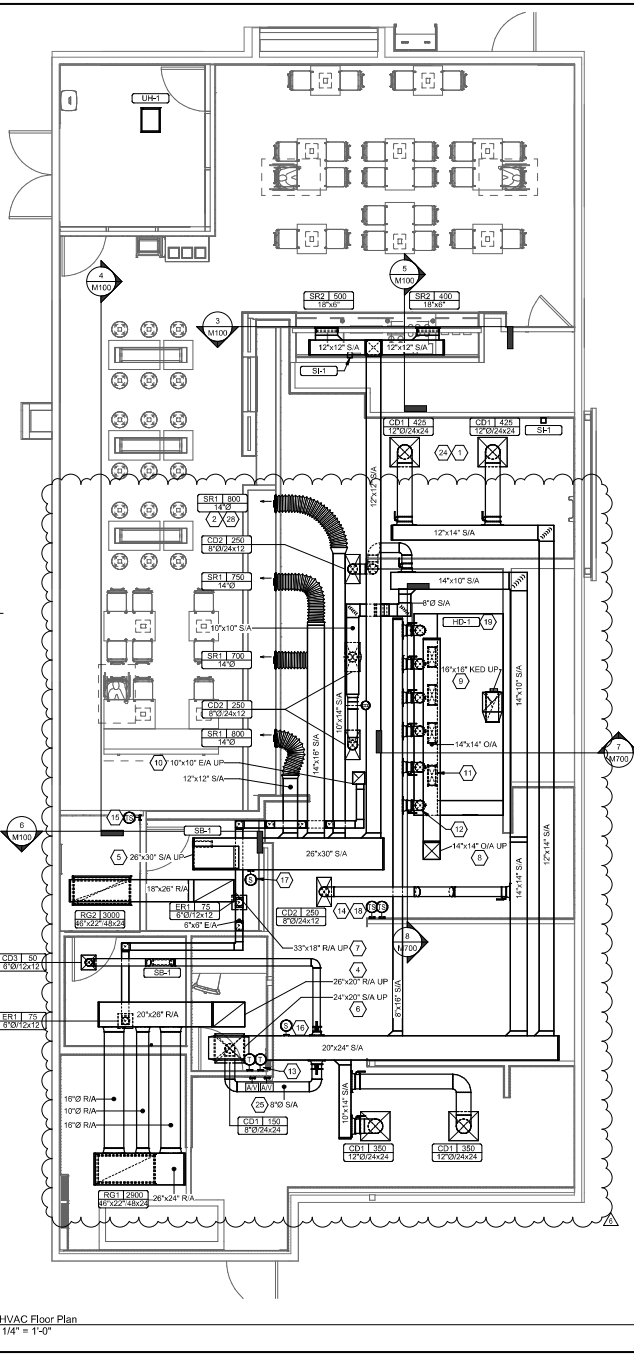 UH-1
4
M100
5
M100
3
M100
SR2 500
18"x6"
SR2 400
18"x6"
12"x12" S/A
12"x12" S/A
SI-1
CD1 425
12"Ø/24x24
CD1 425
12"Ø/24x24
SI-1
24
1
12"x12" S/A
SR1 800
14"Ø
2
28
CD2 250
8"Ø/24x12
12"x14" S/A
SR1 750
14"Ø
14"x10" S/A
8"Ø S/A
10"x10" S/A
HD-1
19
SR1 700
14"Ø
16"x16" KED UP
9
14"x10" S/A
CD2 250
8"Ø/24x12
10"x14" S/A
SR1 800
14"Ø
14"x14" O/A
7
M700
10
10"x10" E/A UP
14"x16" S/A
11
12"x12" S/A
15
TS
6
M100
SB-1
12
12"x14" S/A
5
26"x30" S/A UP
26"x30" S/A
14"x14" O/A UP
8
S
17
18"x26" R/A
14"x14" S/A
14"x14" S/A
RG2 3000
46"x22"/48x24
ER1 75
6"Ø/12x12
6"x6" E/A
CD2 250
8"Ø/24x12
14
18
TS
TS
33"x18" R/A UP
7
8
M700
CD3 50
6"Ø/12x12
SB-1
4
26"x20" R/A UP
24"x20" S/A UP
6
8"x16" S/A
ER1 75
6"Ø/12x12
20"x26" R/A
S
16
20"x24" S/A
T
T
13
16"Ø R/A
10"Ø R/A
16"Ø R/A
A/V
A/V
25
8"Ø S/A
10"x14" S/A
CD1 150
8"Ø/24x24
CD1 350
12"Ø/24x24
CD1 350
12"Ø/24x24
RG1 2900
46"x22"/48x24
26"x24" R/A
6
HVAC Floor Plan
1/4" = 1'-0"